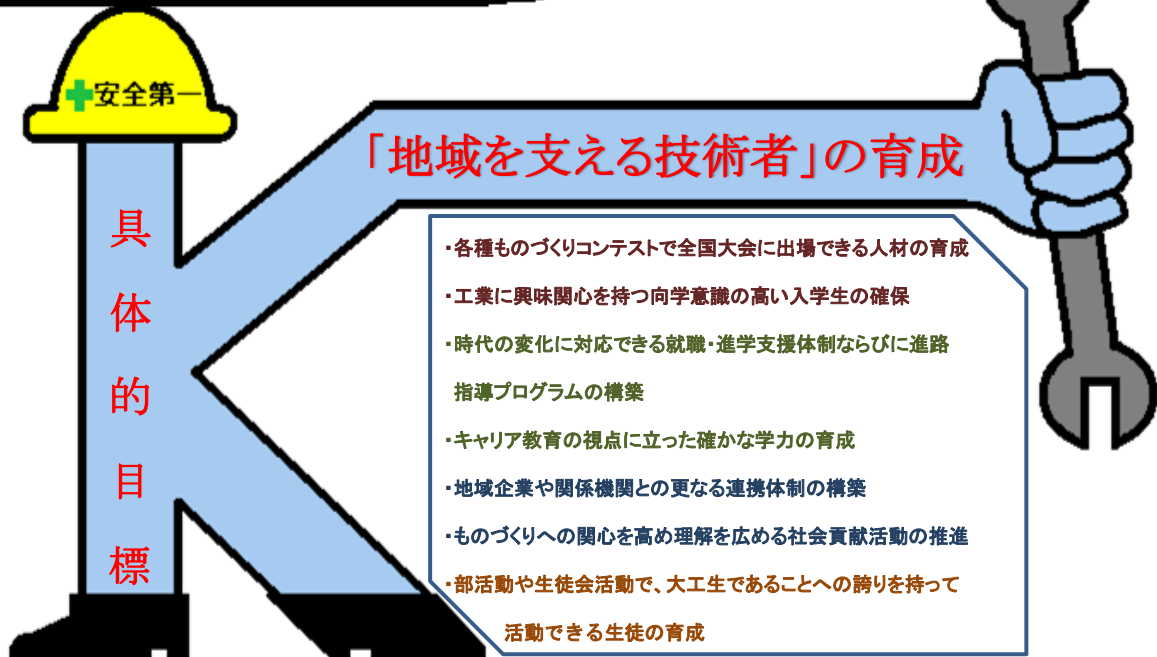 安全第一
「地域を支える技術者」の育成
具体的目標
・各種ものづくりコンテストで全国大会に出場できる人材の育成
・工業に興味関心を持つ向学意識の高い入学生の確保
・時代の変化に対応できる就職・進学支援体制ならびに進路
指導プログラムの構築
・キャリア教育の視点に立った確かな学力の育成
・地域企業や関係機関との更なる連携体制の構築
・ものづくりへの関心を高め理解を広める社会貢献活動の推進
・部活動や生徒会活動で、大工生であることへの誇りを持って
活動できる生徒の育成